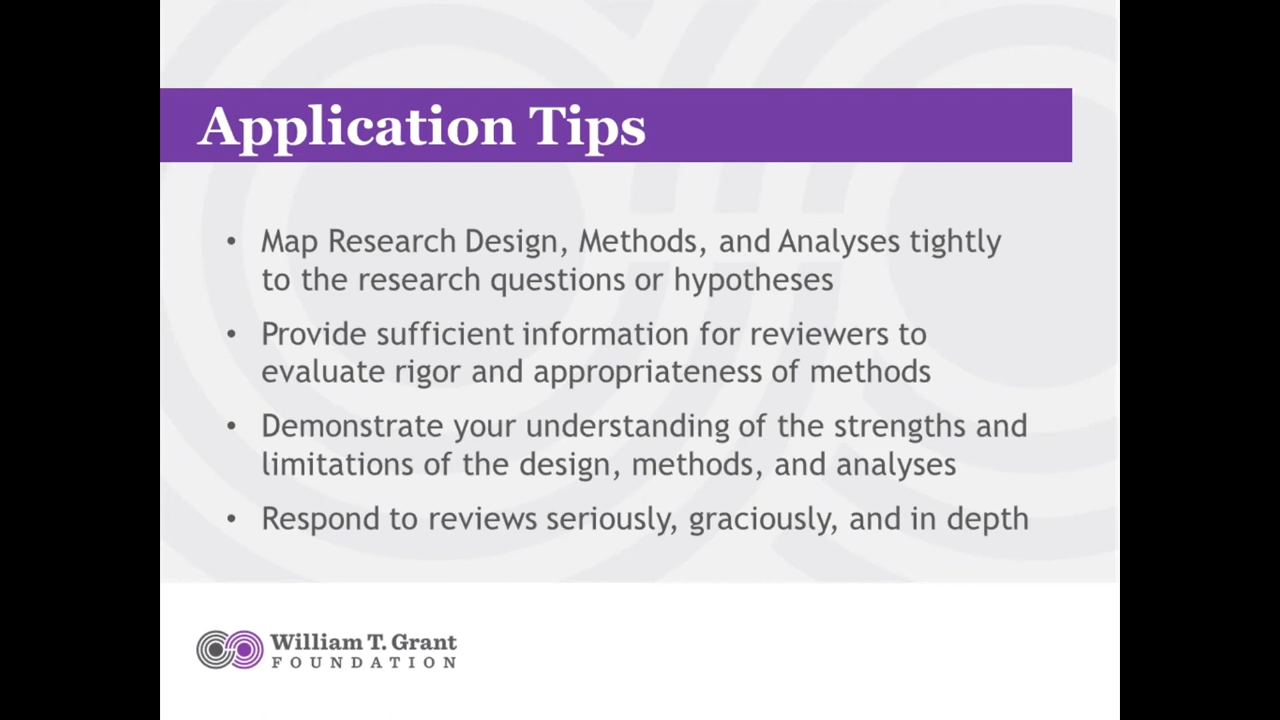 Application Tips
• Map Research Design, Methods, and Analyses tightly
to the research questions or hypotheses
• Provide sufficient information for reviewers to
evaluate rigor and appropriateness of methods
• Demonstrate your understanding of the strengths and
limitations of the design, methods, and analyses
• Respond to reviews seriously, graciously, and in depth
William T. Grant
FOUNDATION